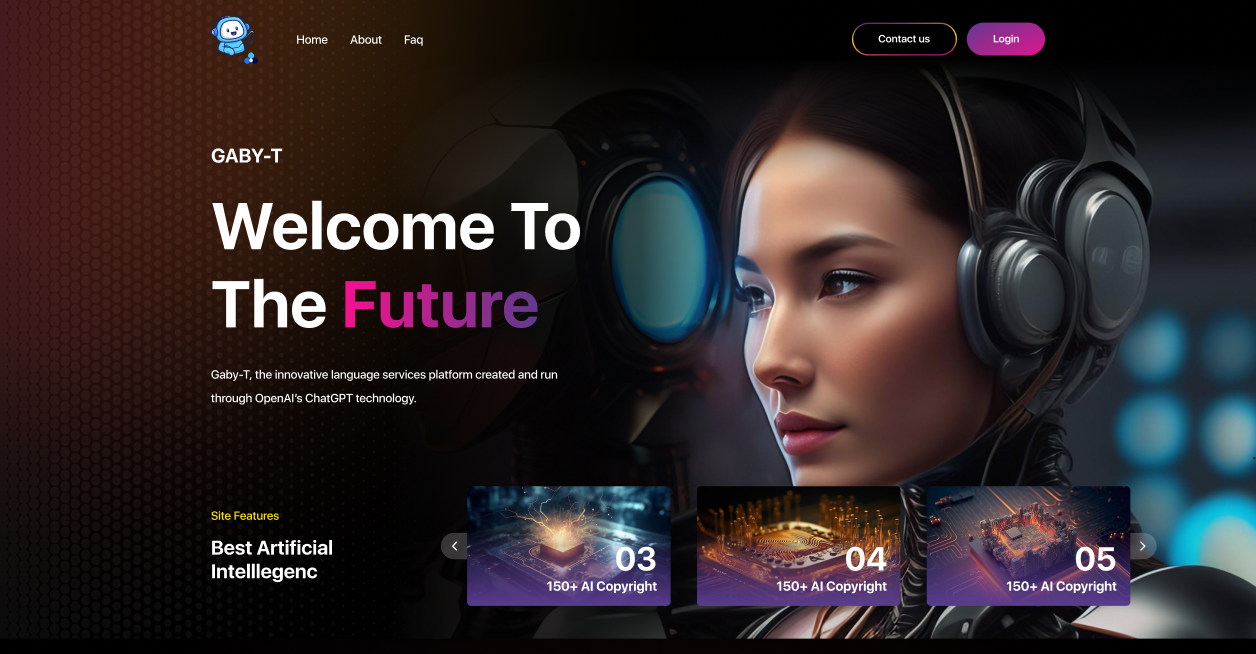 Home About Faq
Contact us Login
GABY-T
Welcome To
The Future
Gaby-T, the innovative language services platform created and run
through OpenAI's ChatGPT technology.
Site Features
Best Artificial
Intelllegenc
03
150+ AI Copyright
04
150+ AI Copyright
05
150+ AI Copyright